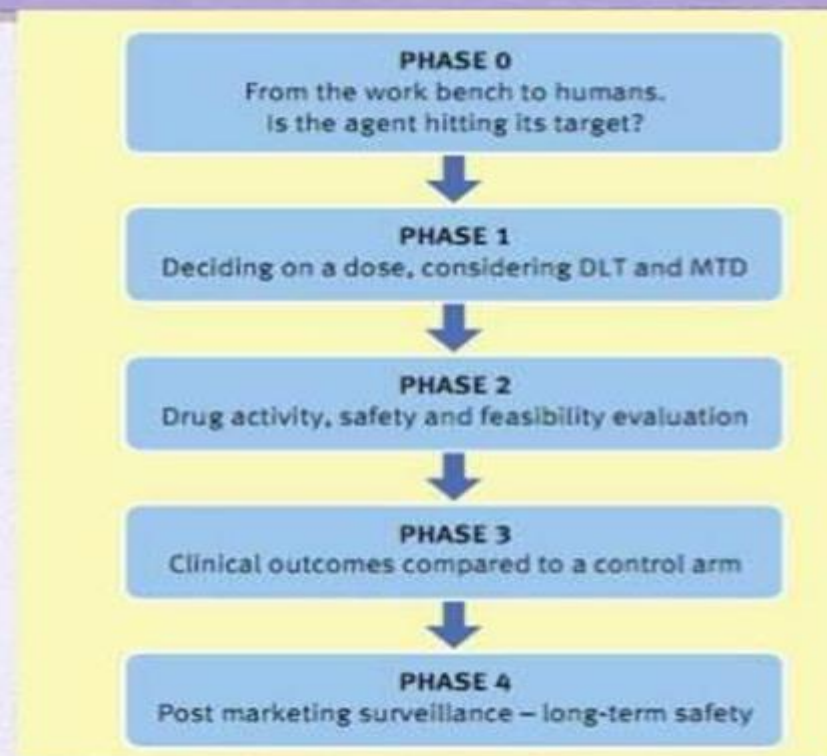 PHASE 0
From the work bench to humans.
Is the agent hitting its target?
PHASE 1
Deciding on a dose, considering DLT and MTD
PHASE 2
Drug activity, safety and feasibility evaluation
PHASE 3
Clinical outcomes compared to a control arm
PHASE 4
Post marketing surveillance – long-term safety